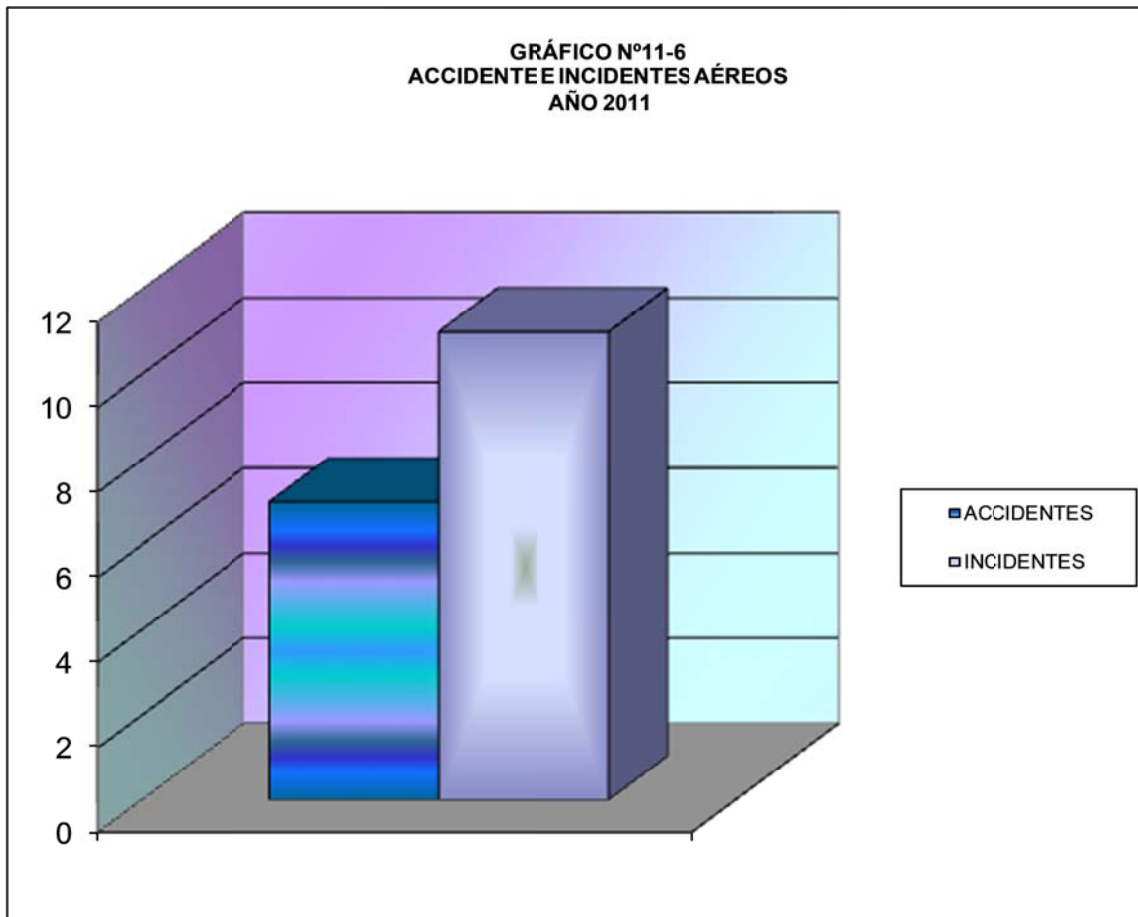 GRÁFICO Nº11-6
ACCIDENTE E INCIDENTES AÉREOS
AÑO 2011
12
10
8
6
4
2
0
ACCIDENTES
INCIDENTES